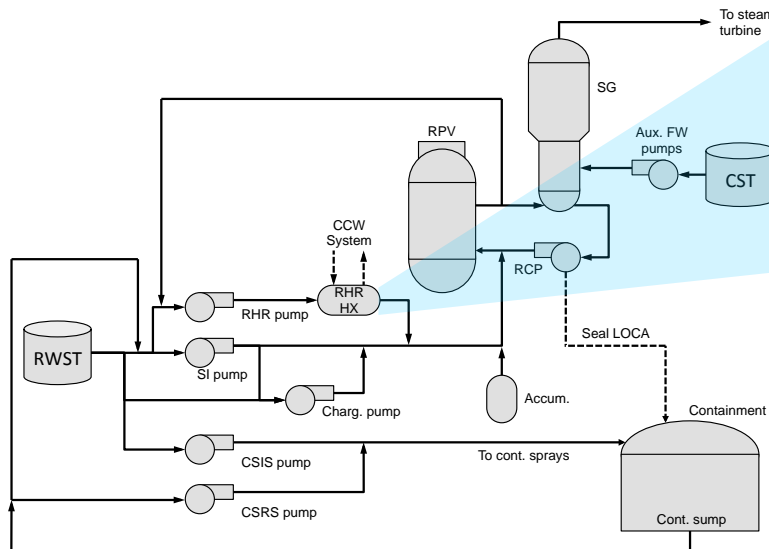 To steam
turbine
SG
RPV
Aux. FW
pumps
CST
CCW
System
RCP
RHR
HX
RHR pump
Seal LOCA
RWST
SI pump
Accum.
Charg. pump
Containment
CSIS pump
To cont. sprays
CSRS pump
Cont. sump